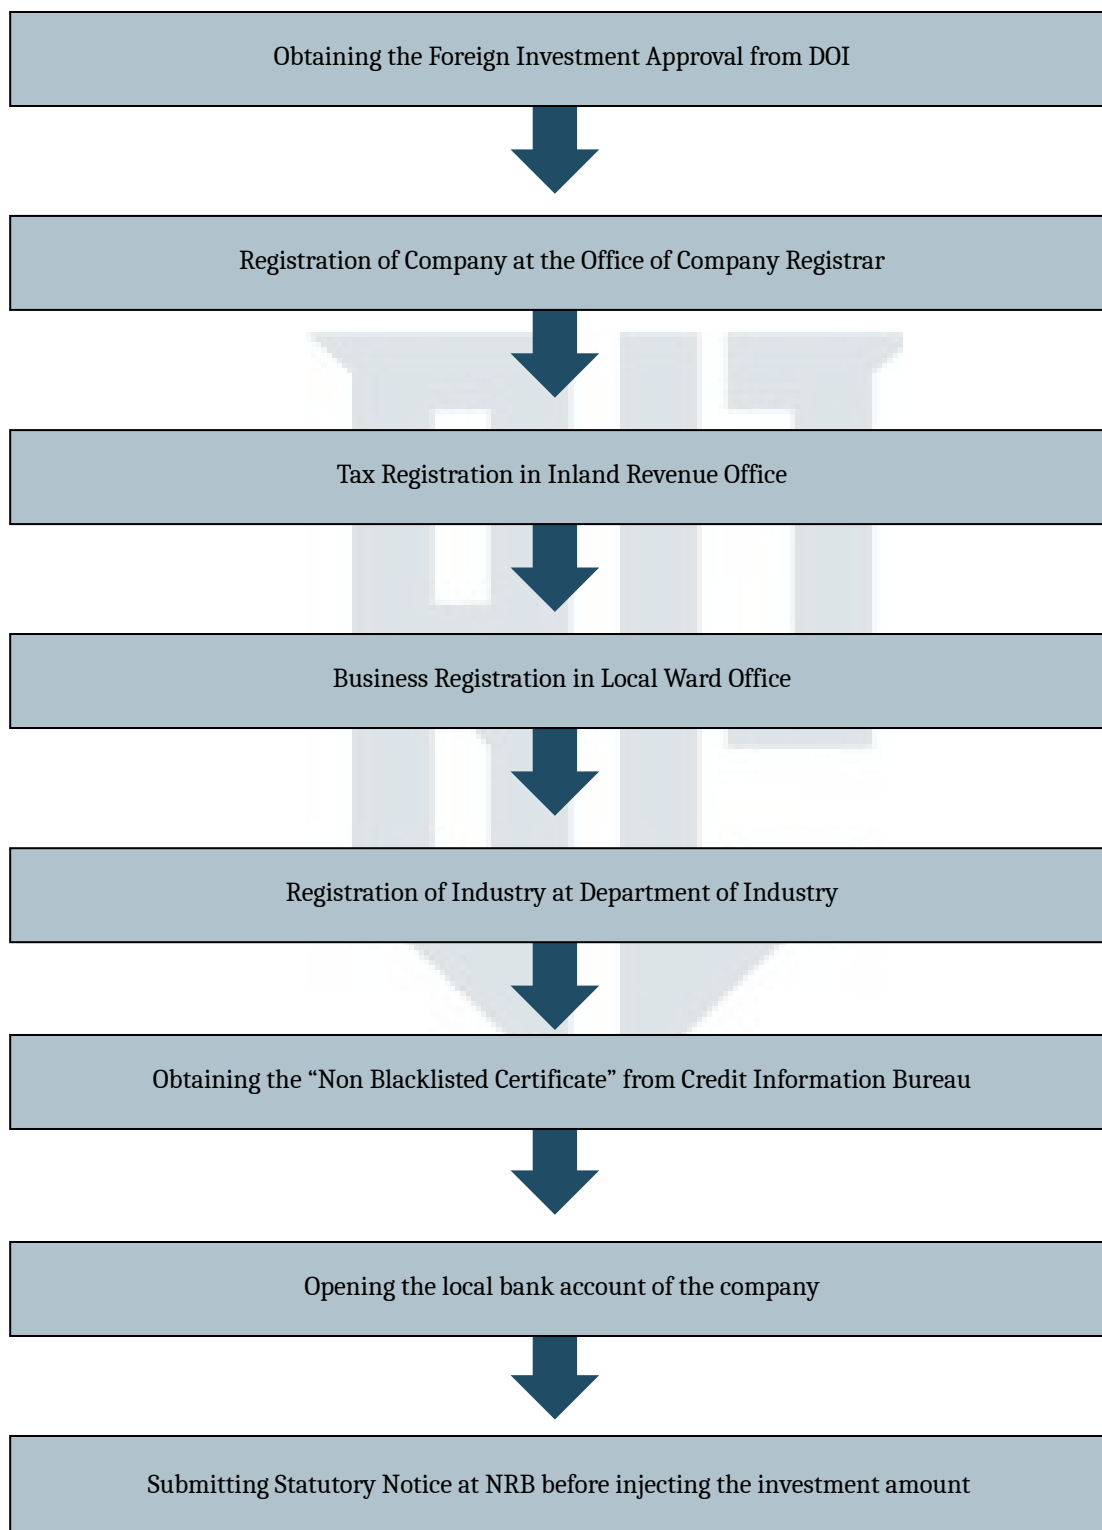 Obtaining the Foreign Investment Approval from DOI
Registration of Company at the Office of Company Registrar
Tax Registration in Inland Revenue Office
Business Registration in Local Ward Office
Registration of Industry at Department of Industry
Obtaining the “Non Blacklisted Certificate” from Credit Information Bureau
Opening the local bank account of the company
Submitting Statutory Notice at NRB before injecting the investment amount